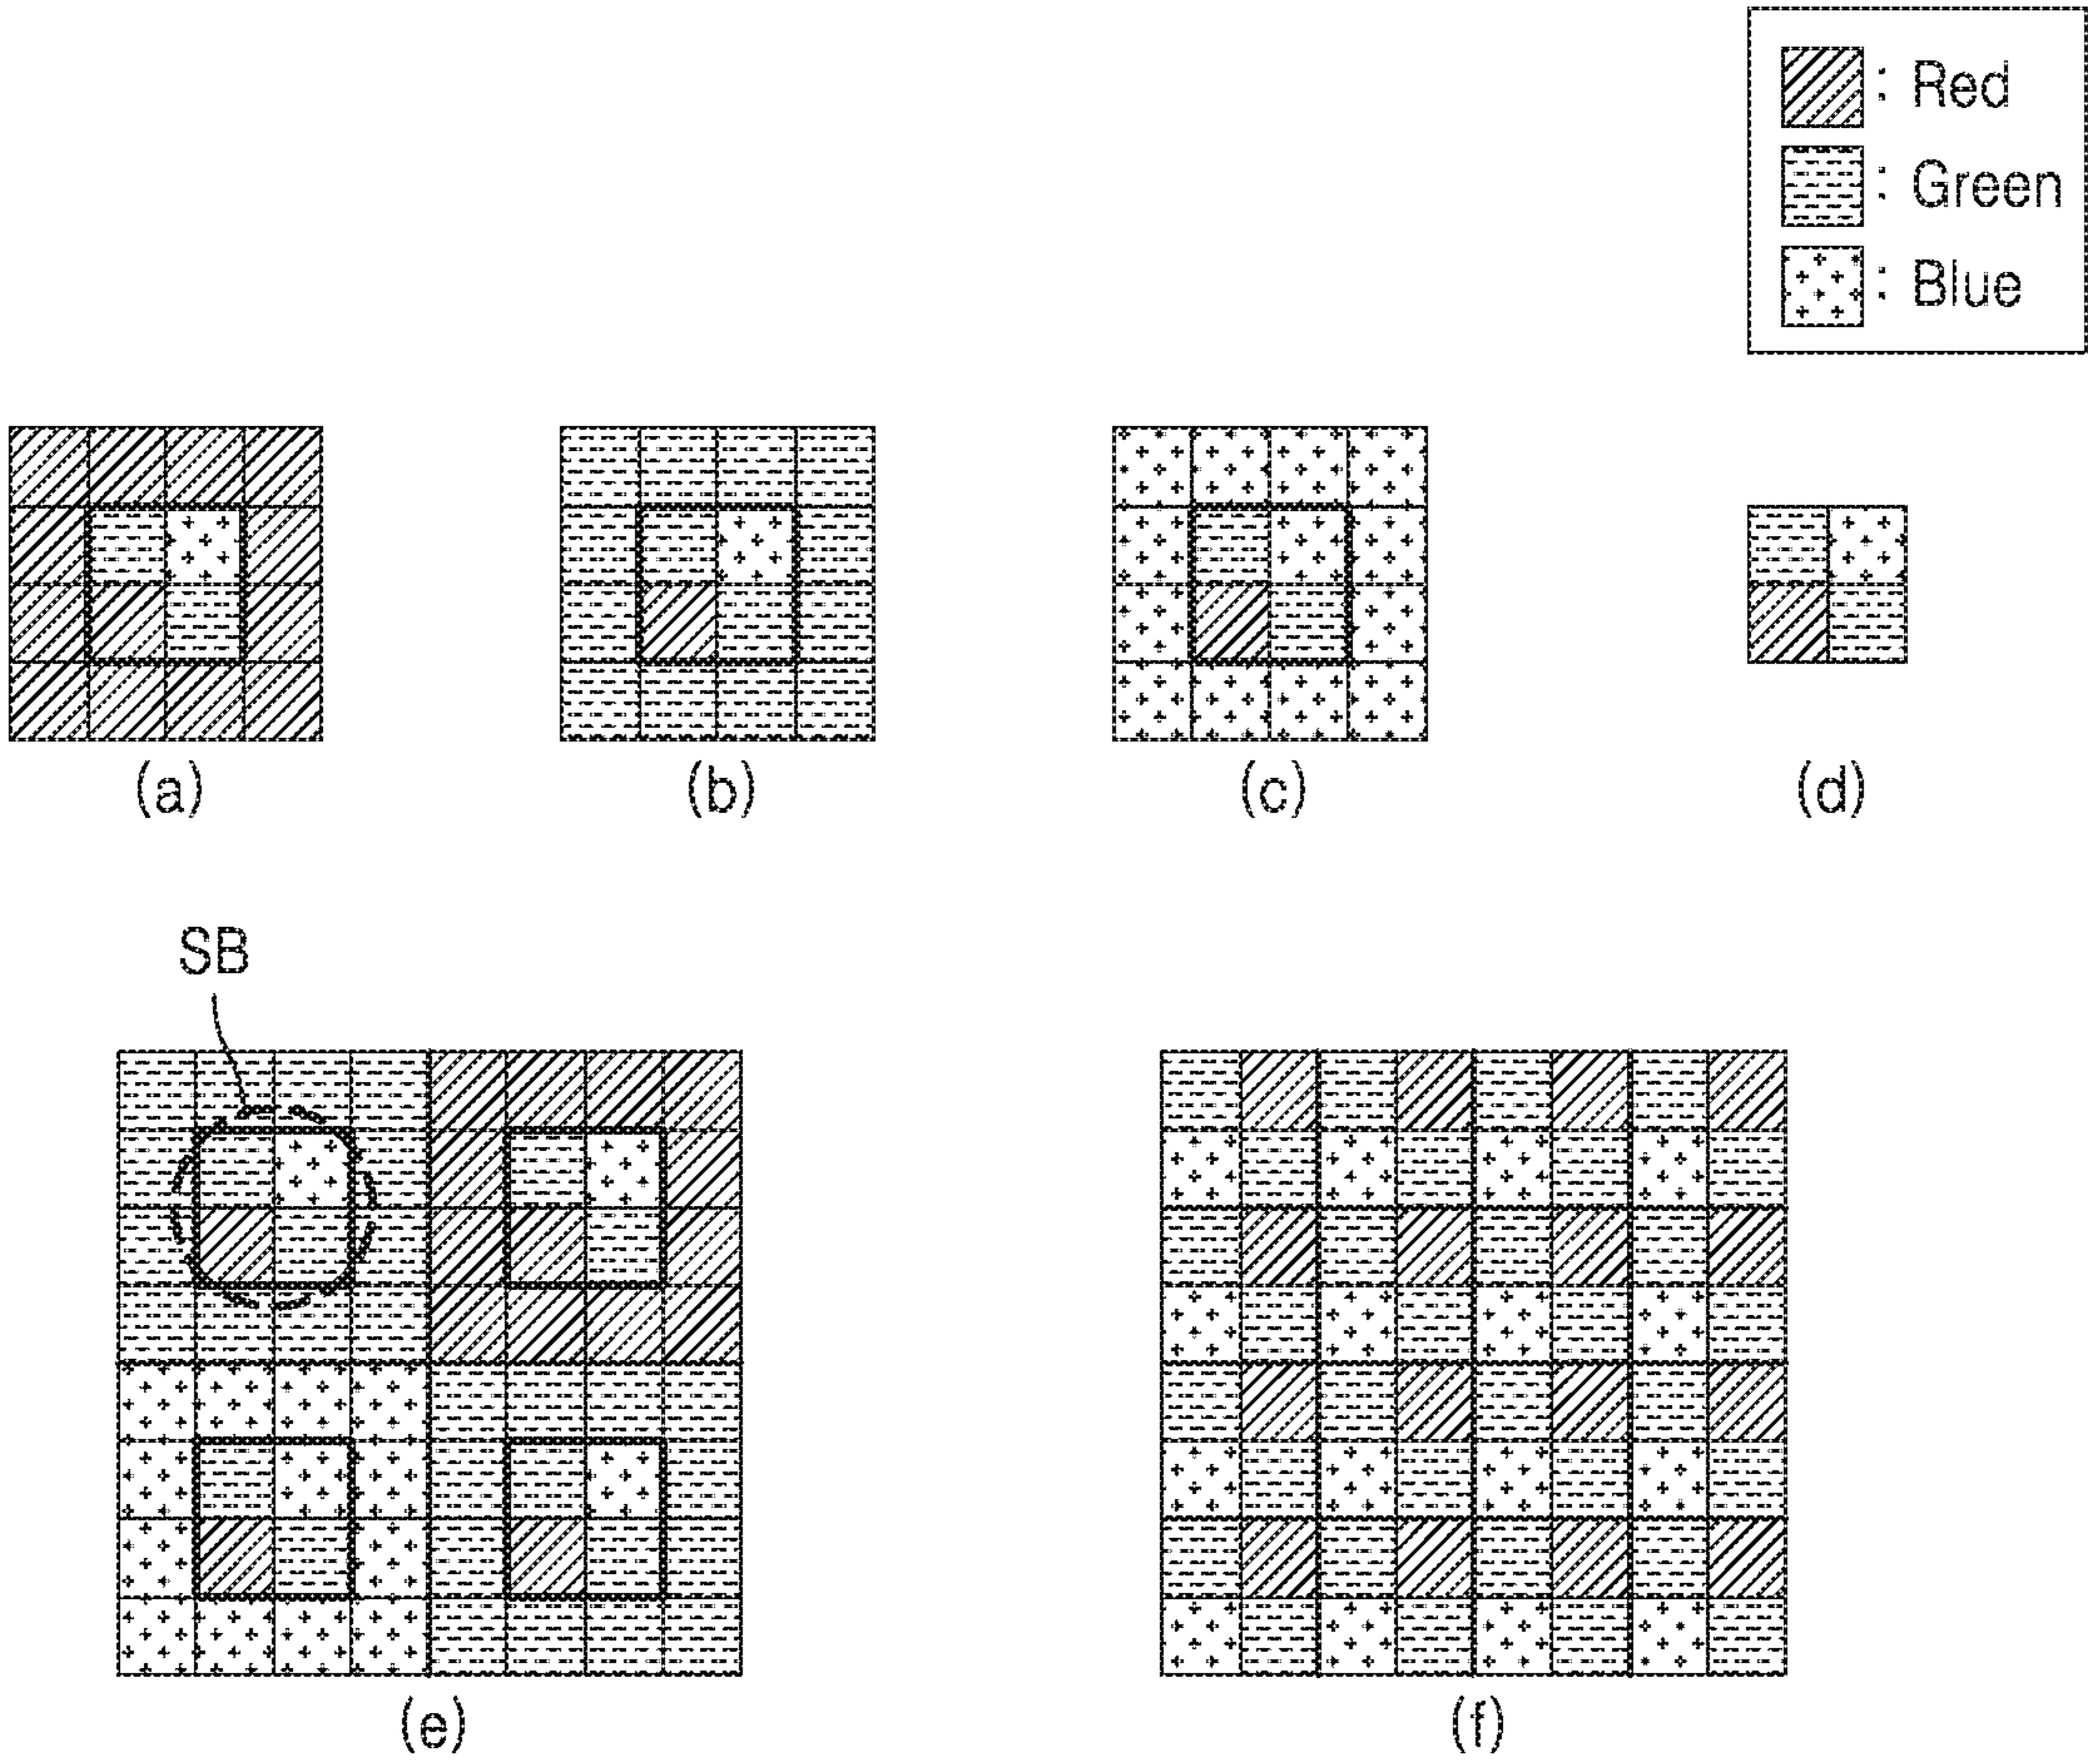 : Red
: Green
: Blue
(a)
(b)
(c)
(d)
SB
(e)
(f)